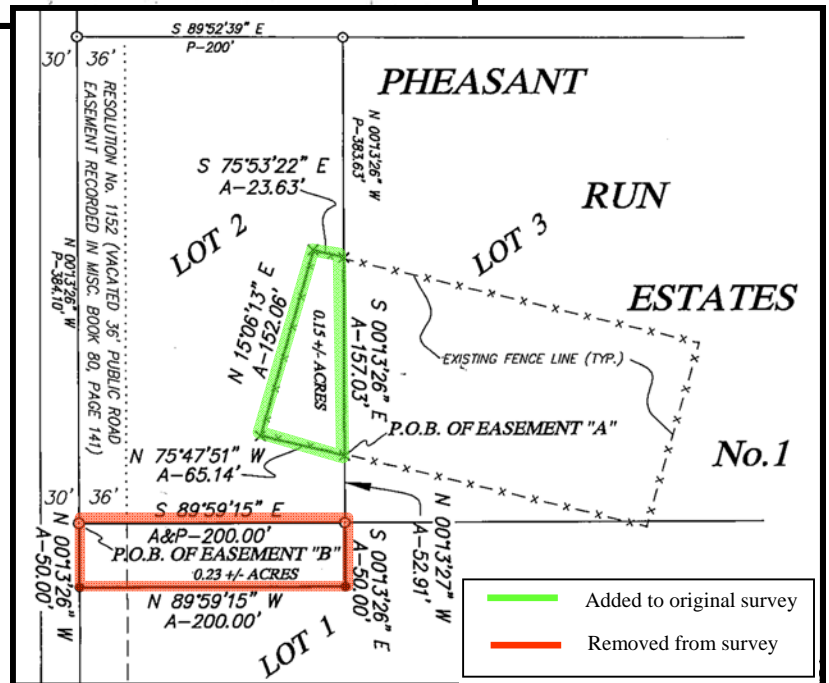 S 89°52'39" E
P-200'
30'
36'
PHEASANT
RUN
ESTATES
No.1
RESOLUTION No. 1152 (VACATED 36' PUBLIC ROAD
EASEMENT RECORDED IN MISC. BOOK 80, PAGE 141)
N 00°13'26" W
P-383.63'
S 75°53'22" E
A-23.63'
LOT 2
LOT 3
N 00°13'26" W
P-384.10'
N 15°06'13" E
A-152.06'
0.15 +/- ACRES
S 00°13'26" E
A-157.03'
EXISTING FENCE LINE (TYP.)
P.O.B. OF EASEMENT "A"
N 75°47'51" W
A-65.14'
30'
36'
S 89°59'15" E
A&P-200.00'
P.O.B. OF EASEMENT "B"
0.23 +/- ACRES
N 00°13'26" W
A-50.00'
S 00°13'26" E
A-50.00'
N 00°13'27" W
A-52.91'
N 89°59'15" W
A-200.00'
LOT 1
Added to original survey
Removed from survey